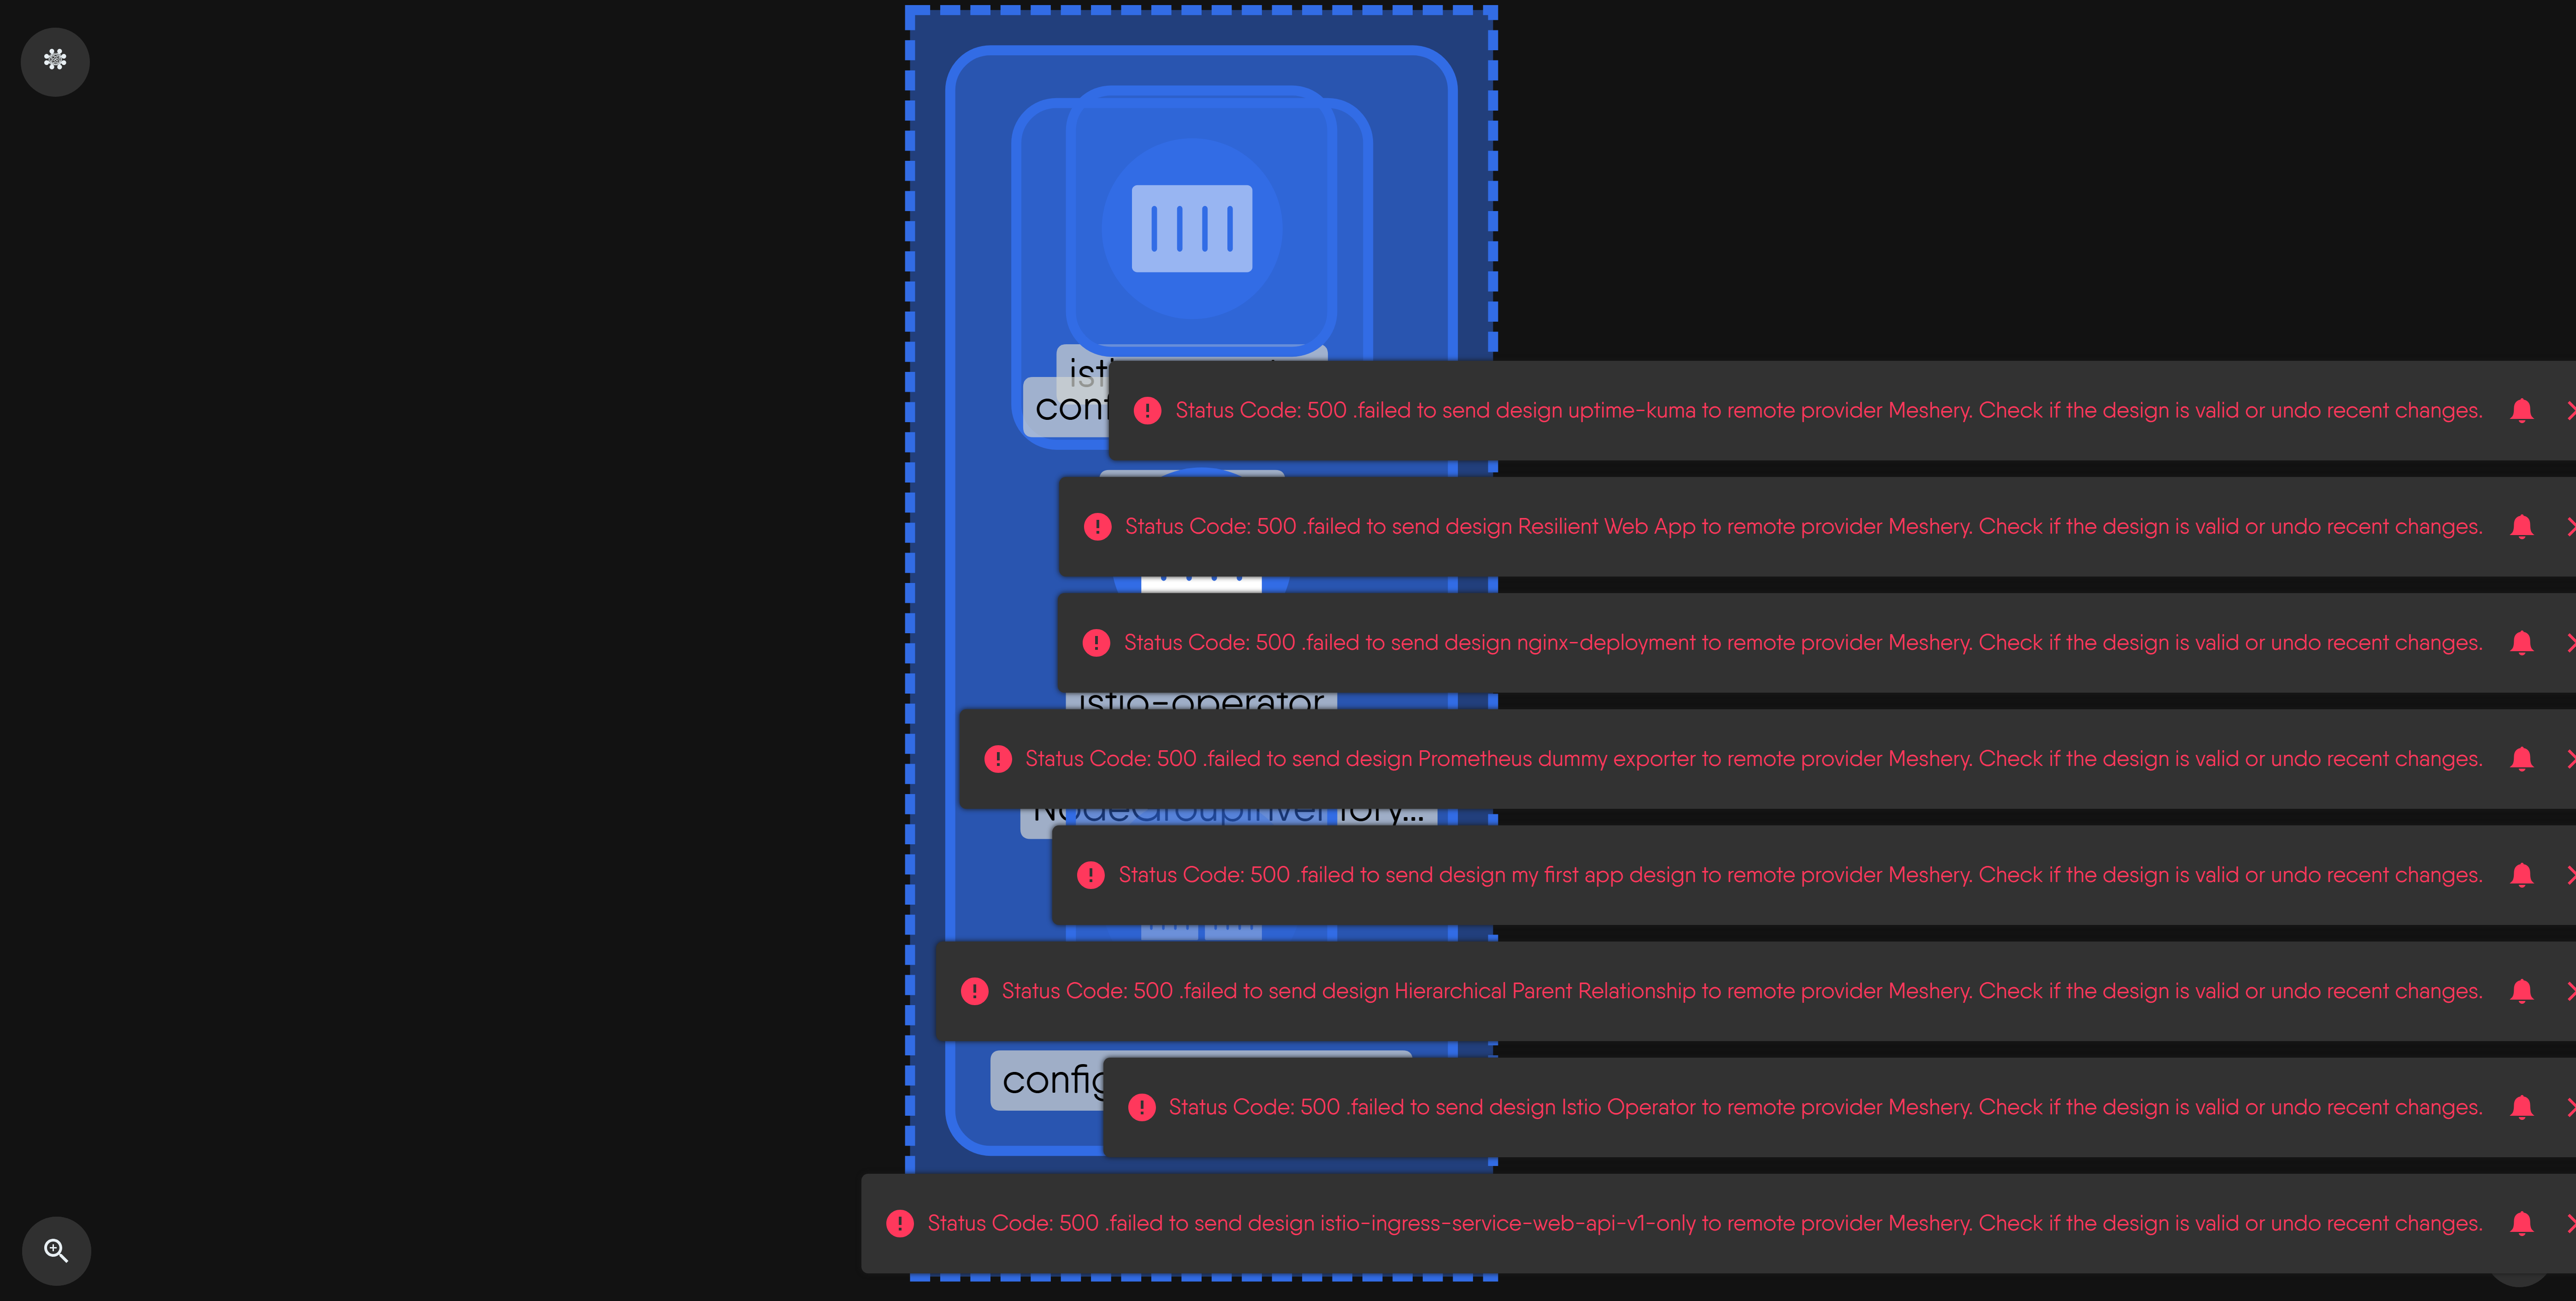 Status Code: 500 .failed to send design uptime-kuma to remote provider Meshery. Check if the design is valid or undo recent changes.
Status Code: 500 .failed to send design Resilient Web App to remote provider Meshery. Check if the design is valid or undo recent changes.
Status Code: 500 .failed to send design nginx-deployment to remote provider Meshery. Check if the design is valid or undo recent changes.
istio-operator
Status Code: 500 .failed to send design Prometheus dummy exporter to remote provider Meshery. Check if the design is valid or undo recent changes.
Status Code: 500 .failed to send design my first app design to remote provider Meshery. Check if the design is valid or undo recent changes.
Status Code: 500 .failed to send design Hierarchical Parent Relationship to remote provider Meshery. Check if the design is valid or undo recent changes.
Status Code: 500 .failed to send design Istio Operator to remote provider Meshery. Check if the design is valid or undo recent changes.
Status Code: 500 .failed to send design istio-ingress-service-web-api-v1-only to remote provider Meshery. Check if the design is valid or undo recent changes.